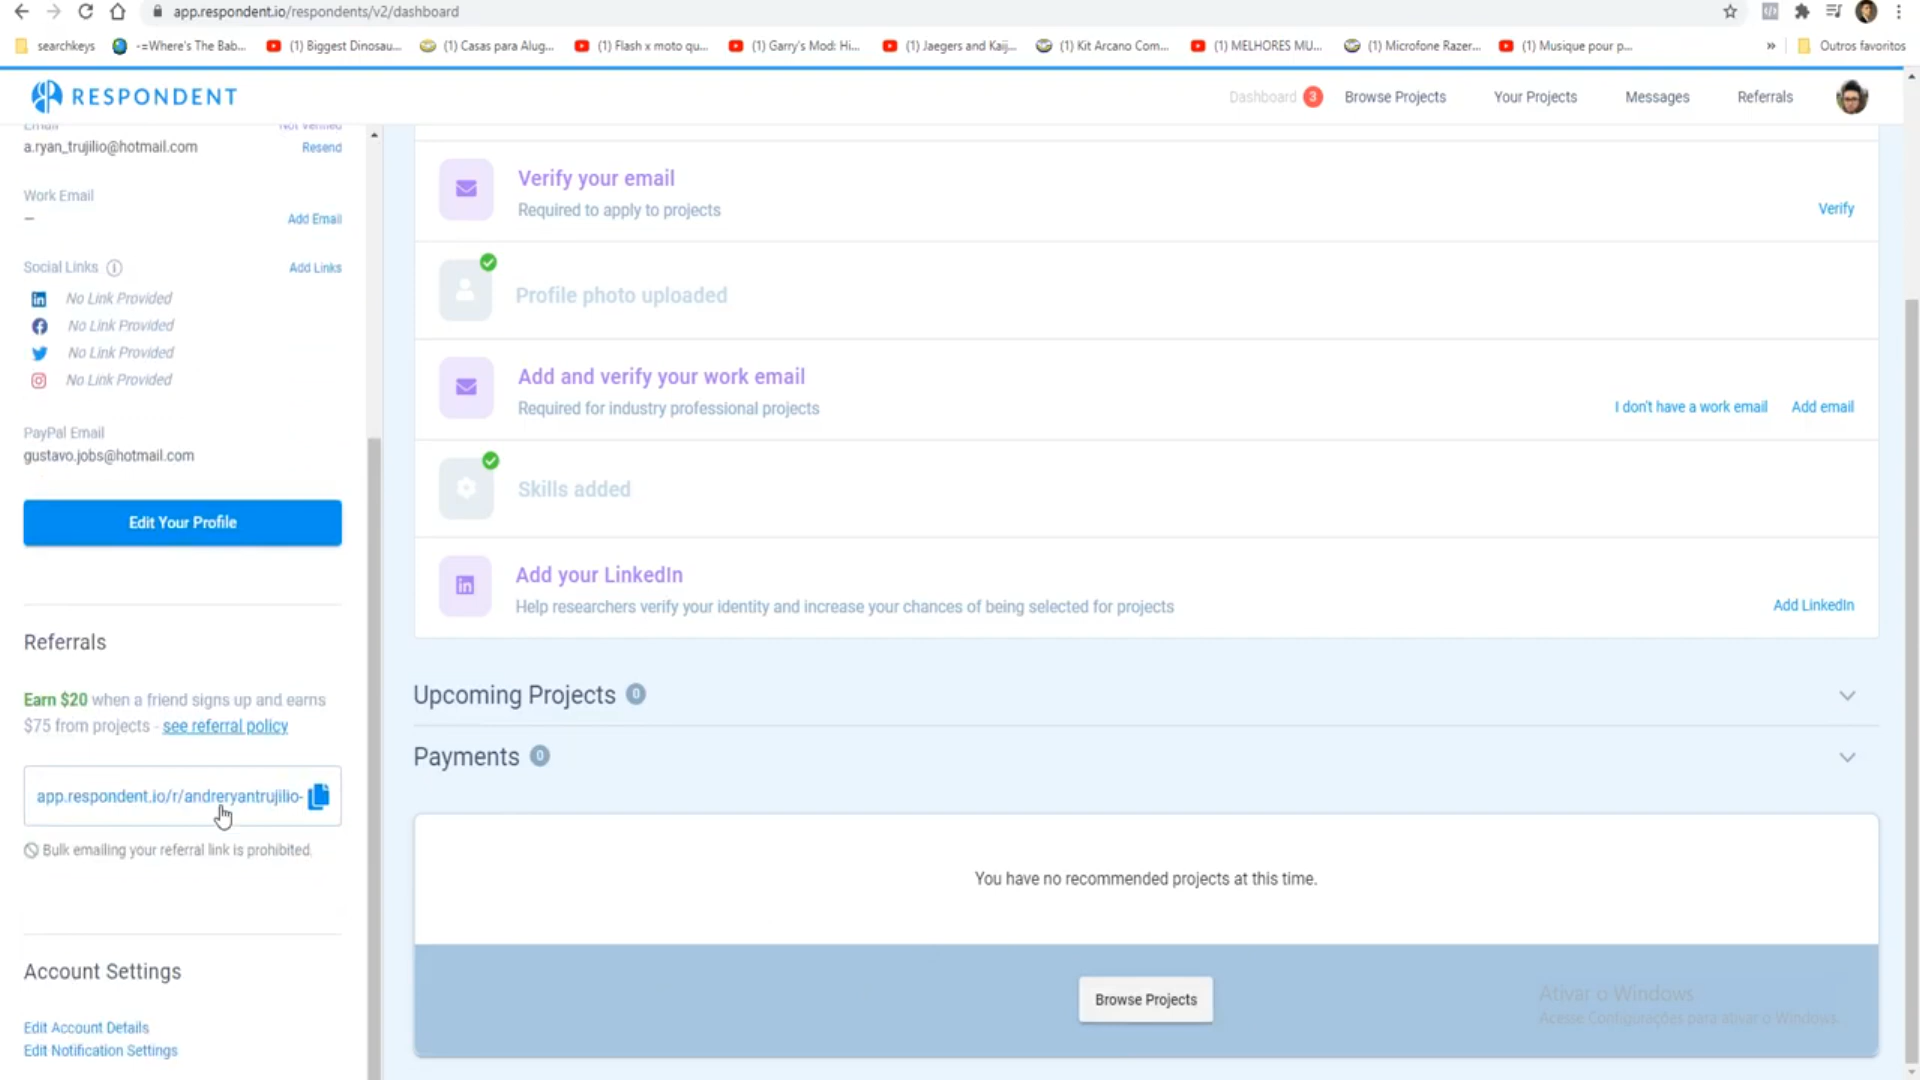 app.respondent.io/respondents/v2/dashboard
searchkeys
-=Where's The Bab...
(1) Biggest Dinosau...
(1) Casas para Alug...
(1) Flash x moto qu...
(1) Garry's Mod: Hi...
(1) Jaegers and Kaij...
(1) Kit Arcano Com...
(1) MELHORES MU...
(1) Microfone Razer...
(1) Musique pour p...
»
Outros favoritos
RESPONDENT
Dashboard 3
Browse Projects
Your Projects
Messages
Referrals
Email
Not Verified
a.ryan_trujilio@hotmail.com
Resend
Work Email
–
Add Email
Social Links
Add Links
No Link Provided
No Link Provided
No Link Provided
No Link Provided
PayPal Email
gustavo.jobs@hotmail.com
Edit Your Profile
Referrals
Earn $20 when a friend signs up and earns
$75 from projects - see referral policy
app.respondent.io/r/andreryantrujilio-
Bulk emailing your referral link is prohibited.
Account Settings
Edit Account Details
Edit Notification Settings
Verify your email
Required to apply to projects
Verify
Profile photo uploaded
Add and verify your work email
Required for industry professional projects
I don't have a work email
Add email
Skills added
Add your LinkedIn
Help researchers verify your identity and increase your chances of being selected for projects
Add LinkedIn
Upcoming Projects 0
Payments 0
You have no recommended projects at this time.
Browse Projects
Ativar o Windows
Acesse Configurações para ativar o Windows.